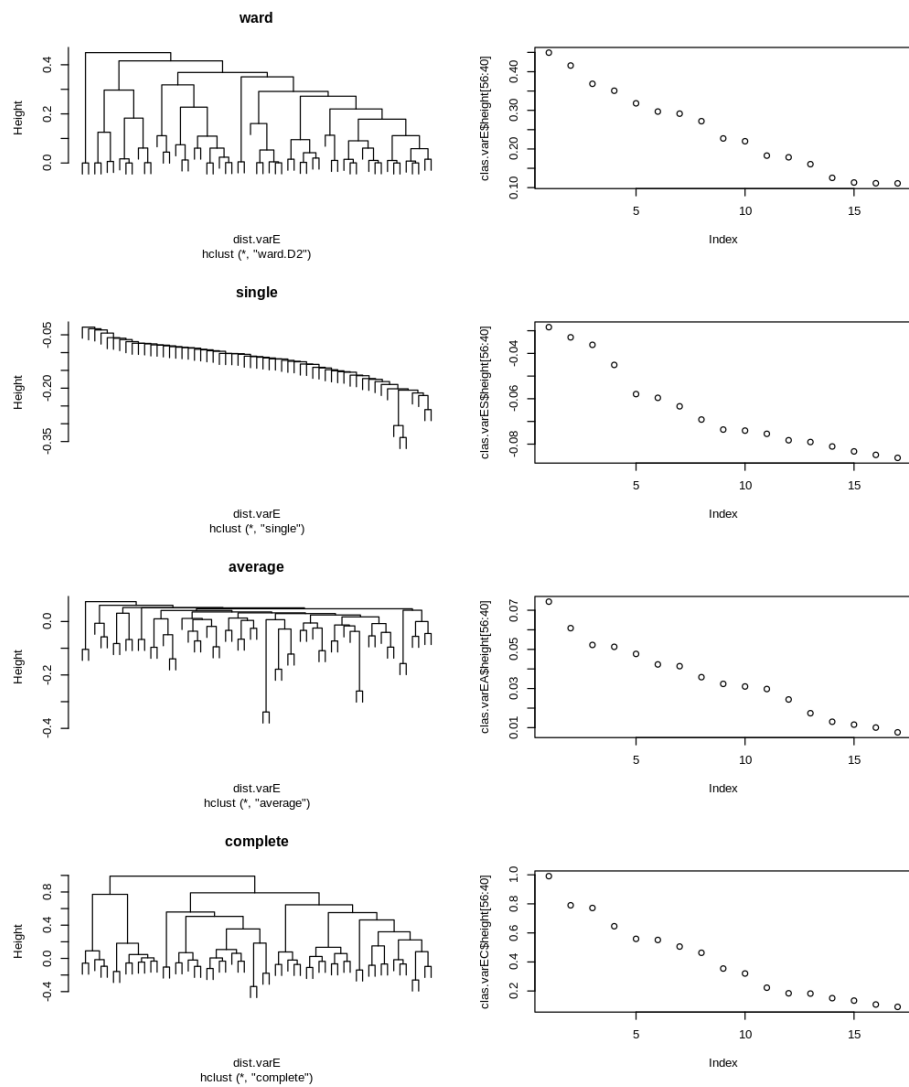 ward
Height
0.0
0.2
0.4
dist.varE
hclust (*, "ward.D2")
clas.varE$height[56:40]
0.10
0.20
0.30
0.40
5
10
15
Index
single
Height
-0.35
-0.20
-0.05
dist.varE
hclust (*, "single")
clas.varES$height[56:40]
-0.08
-0.06
-0.04
5
10
15
Index
average
Height
-0.4
-0.2
0.0
dist.varE
hclust (*, "average")
clas.varEA$height[56:40]
0.01
0.03
0.05
0.07
5
10
15
Index
complete
Height
-0.4
0.0
0.4
0.8
dist.varE
hclust (*, "complete")
clas.varEC$height[56:40]
0.2
0.4
0.6
0.8
1.0
5
10
15
Index